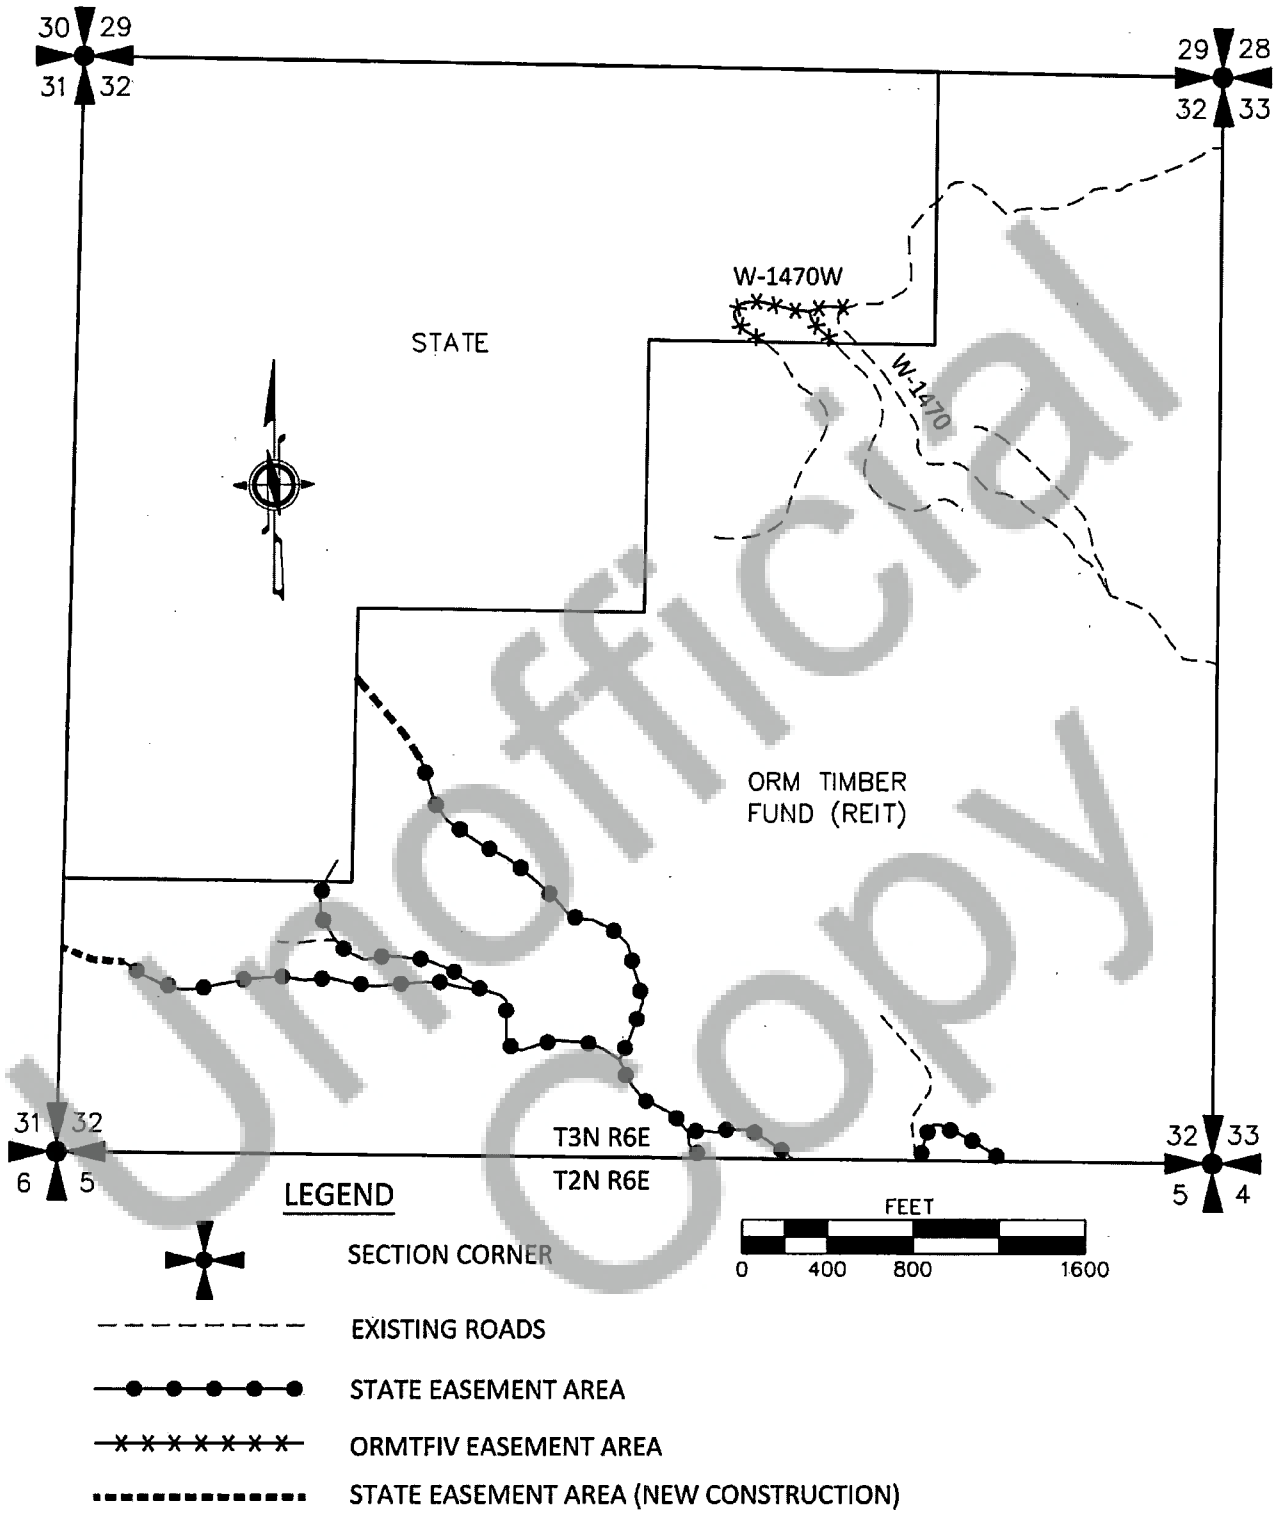 30 29
31 32
29 28
32 33
W-1470W
STATE
W-1470
ORM TIMBER
FUND (REIT)
31 32
6 5
T3N R6E
T2N R6E
32 33
5 4
LEGEND
FEET
0 400 800 1600
SECTION CORNER
EXISTING ROADS
STATE EASEMENT AREA
ORMTFIV EASEMENT AREA
STATE EASEMENT AREA (NEW CONSTRUCTION)
Unofficial
Copy